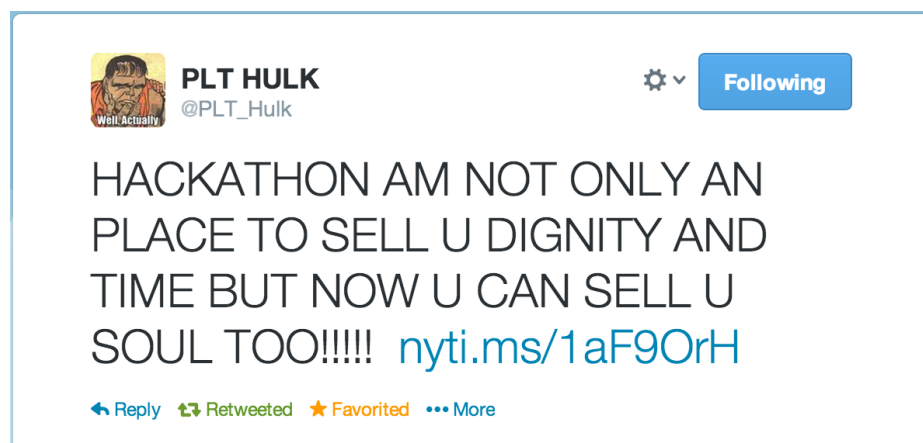 PLT HULK
@PLT_Hulk
Well, Actually
Following
HACKATHON AM NOT ONLY AN
PLACE TO SELL U DIGNITY AND
TIME BUT NOW U CAN SELL U
SOUL TOO!!!!! nyti.ms/1aF9OrH
Reply Retweeted Favorited More